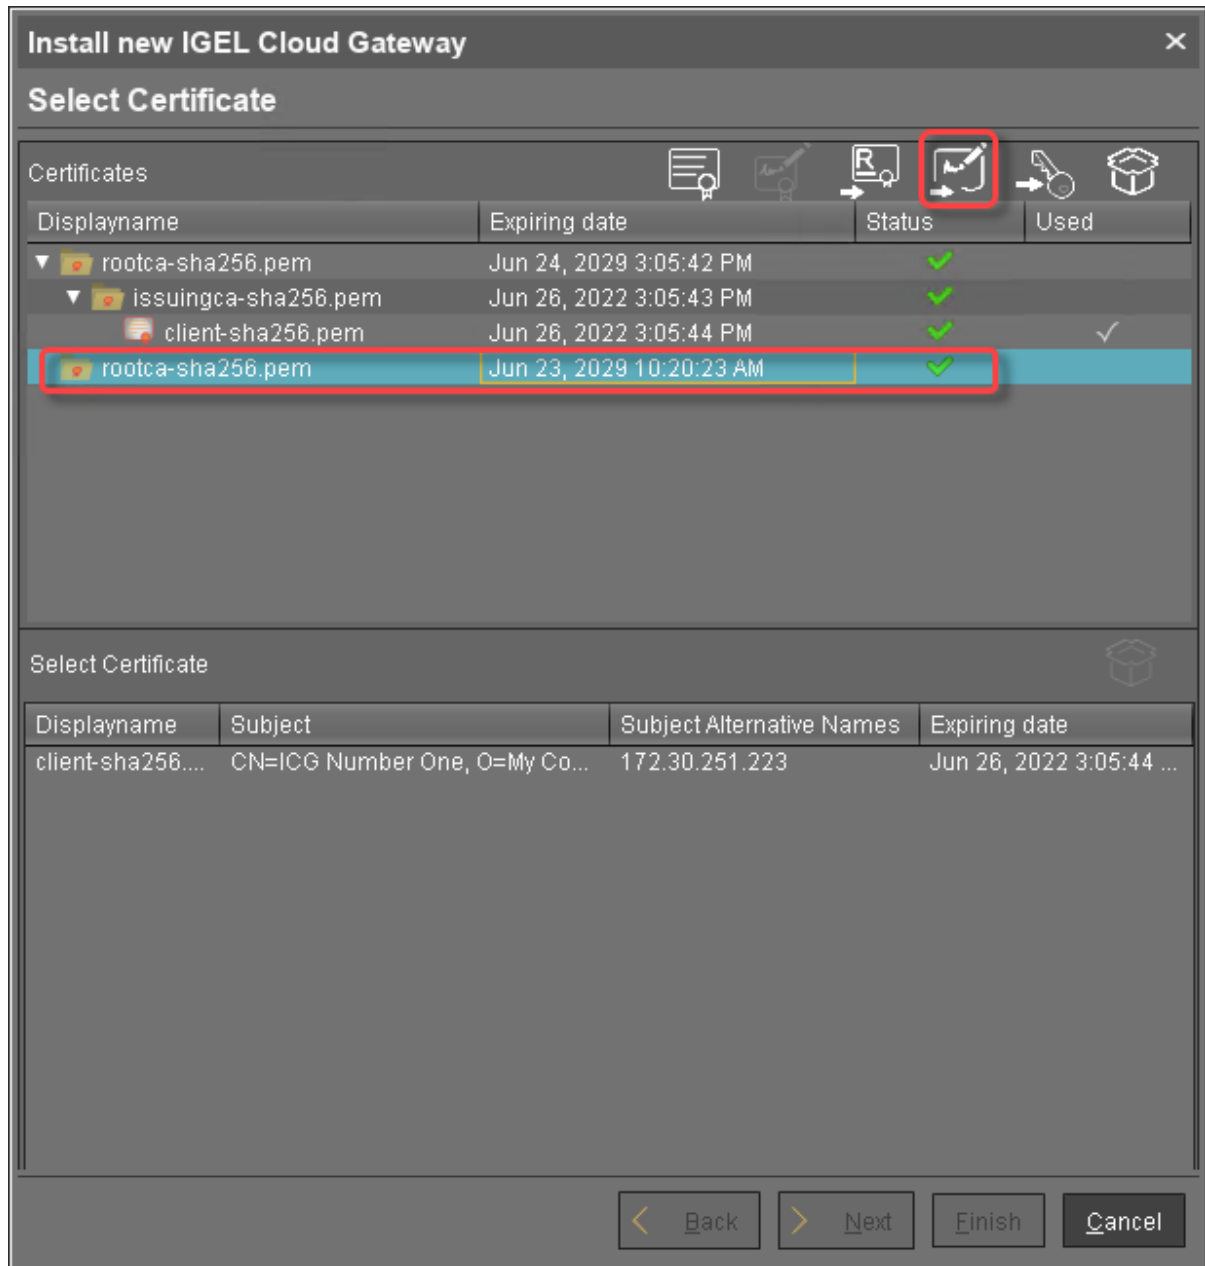 Install new IGEL Cloud Gateway
Select Certificate
Certificates
Displayname Expiring date Status Used
rootca-sha256.pem Jun 24, 2029 3:05:42 PM
issuingca-sha256.pem Jun 26, 2022 3:05:43 PM
client-sha256.pem Jun 26, 2022 3:05:44 PM
rootca-sha256.pem Jun 23, 2029 10:20:23 AM
Select Certificate
Displayname Subject Subject Alternative Names Expiring date
client-sha256.... CN=ICG Number One, O=My Co... 172.30.251.223 Jun 26, 2022 3:05:44 ...
Back Next Finish Cancel